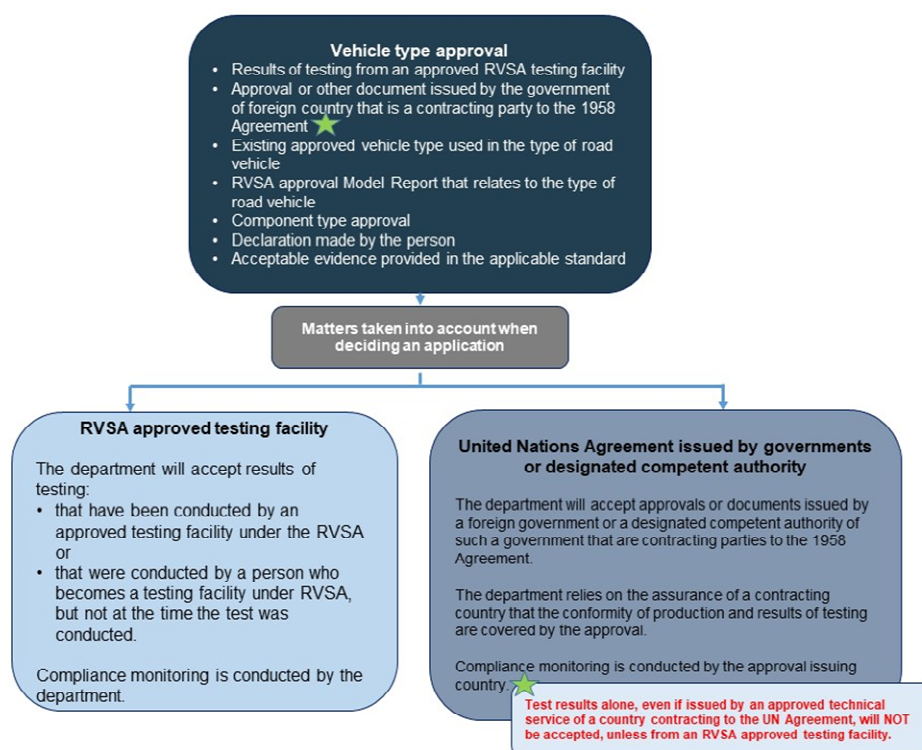 Vehicle type approval
• Results of testing from an approved RVSA testing facility
• Approval or other document issued by the government
of foreign country that is a contracting party to the 1958
Agreement
• Existing approved vehicle type used in the type of road
vehicle
• RVSA approval Model Report that relates to the type of
road vehicle
• Component type approval
• Declaration made by the person
• Acceptable evidence provided in the applicable standard
Matters taken into account when
deciding an application
RVSA approved testing facility
The department will accept results of
testing:
• that have been conducted by an
approved testing facility under the RVSA
or
• that were conducted by a person who
becomes a testing facility under RVSA,
but not at the time the test was
conducted.
Compliance monitoring is conducted by the
department.
United Nations Agreement issued by governments
or designated competent authority
The department will accept approvals or documents issued by
a foreign government or a designated competent authority of
such a government that are contracting parties to the 1958
Agreement.
The department relies on the assurance of a contracting
country that the conformity of production and results of testing
are covered by the approval.
Compliance monitoring is conducted by the approval issuing
country.
Test results alone, even if issued by an approved technical
service of a country contracting to the UN Agreement, will NOT
be accepted, unless from an RVSA approved testing facility.